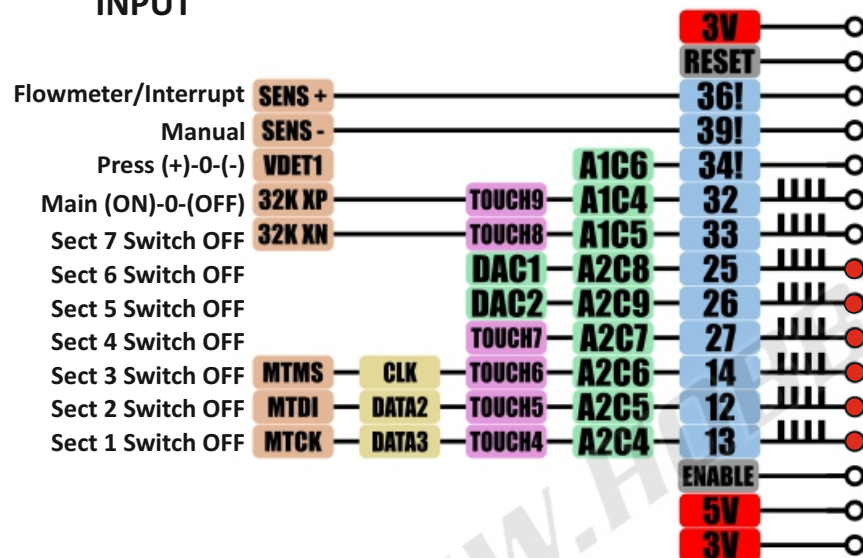 INPUT
3V
RESET
Flowmeter/Interrupt SENS + 36!
Manual SENS - 39!
Press (+)-0-(-) VDET1 A1C6 34!
Main (ON)-0-(OFF) 32K XP TOUCH9 A1C4 32
Sect 7 Switch OFF 32K XN TOUCH8 A1C5 33
Sect 6 Switch OFF DAC1 A2C8 25
Sect 5 Switch OFF DAC2 A2C9 26
Sect 4 Switch OFF TOUCH7 A2C7 27
Sect 3 Switch OFF MTMS CLK TOUCH6 A2C6 14
Sect 2 Switch OFF MTDI DATA2 TOUCH5 A2C5 12
Sect 1 Switch OFF MTCK DATA3 TOUCH4 A2C4 13
ENABLE
5V
3V